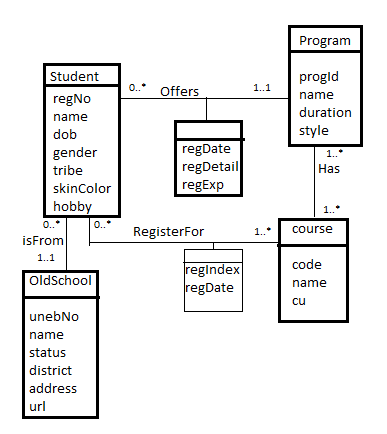 Program
progId
name
duration
style
Student
regNo
name
dob
gender
tribe
skinColor
hobby
0..*
Offers
1..1
regDate
regDetail
regExp
1..*
Has
1..*
0..*
isFrom
1..1
0..*
RegisterFor
1..*
regIndex
regDate
course
code
name
cu
OldSchool
unebNo
name
status
district
address
url